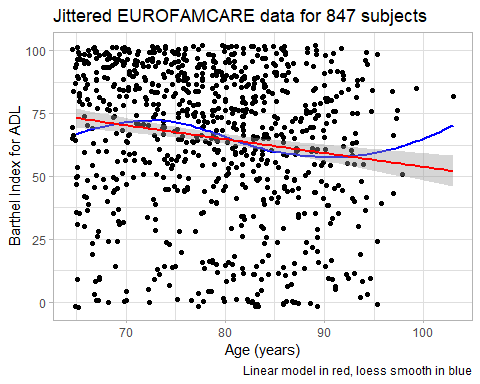 Jittered EUROFAMCARE data for 847 subjects
100
75
50
25
0
Barthel Index for ADL
70
80
90
100
Age (years)
Linear model in red, loess smooth in blue